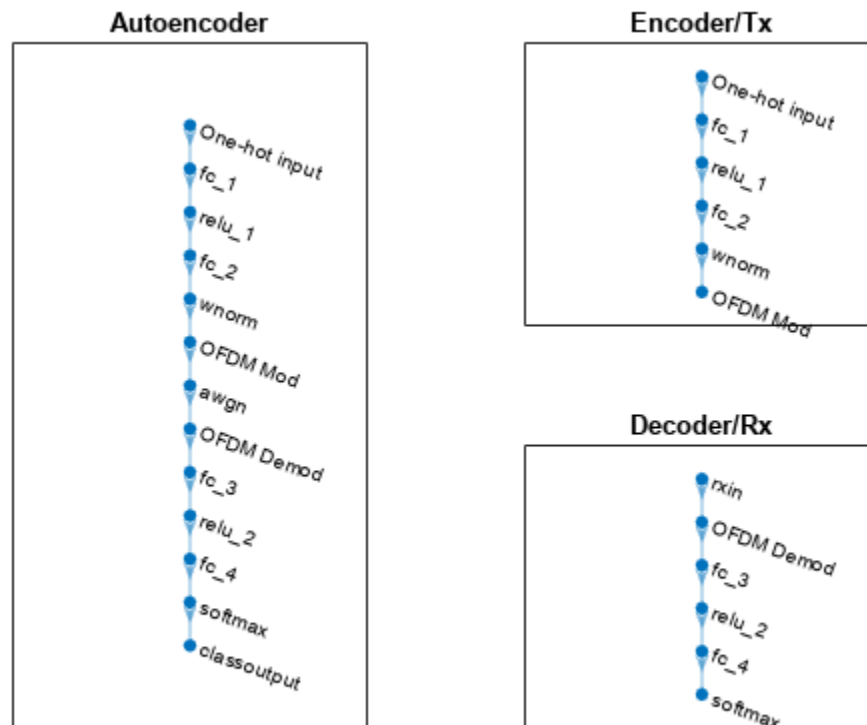 Autoencoder
One-hot input
fc_1
relu_1
fc_2
wnorm
OFDM Mod
awgn
OFDM Demod
fc_3
relu_2
fc_4
softmax
classoutput
Encoder/Tx
One-hot input
fc_1
relu_1
fc_2
wnorm
OFDM Mod
Decoder/Rx
rxin
OFDM Demod
fc_3
relu_2
fc_4
softmax